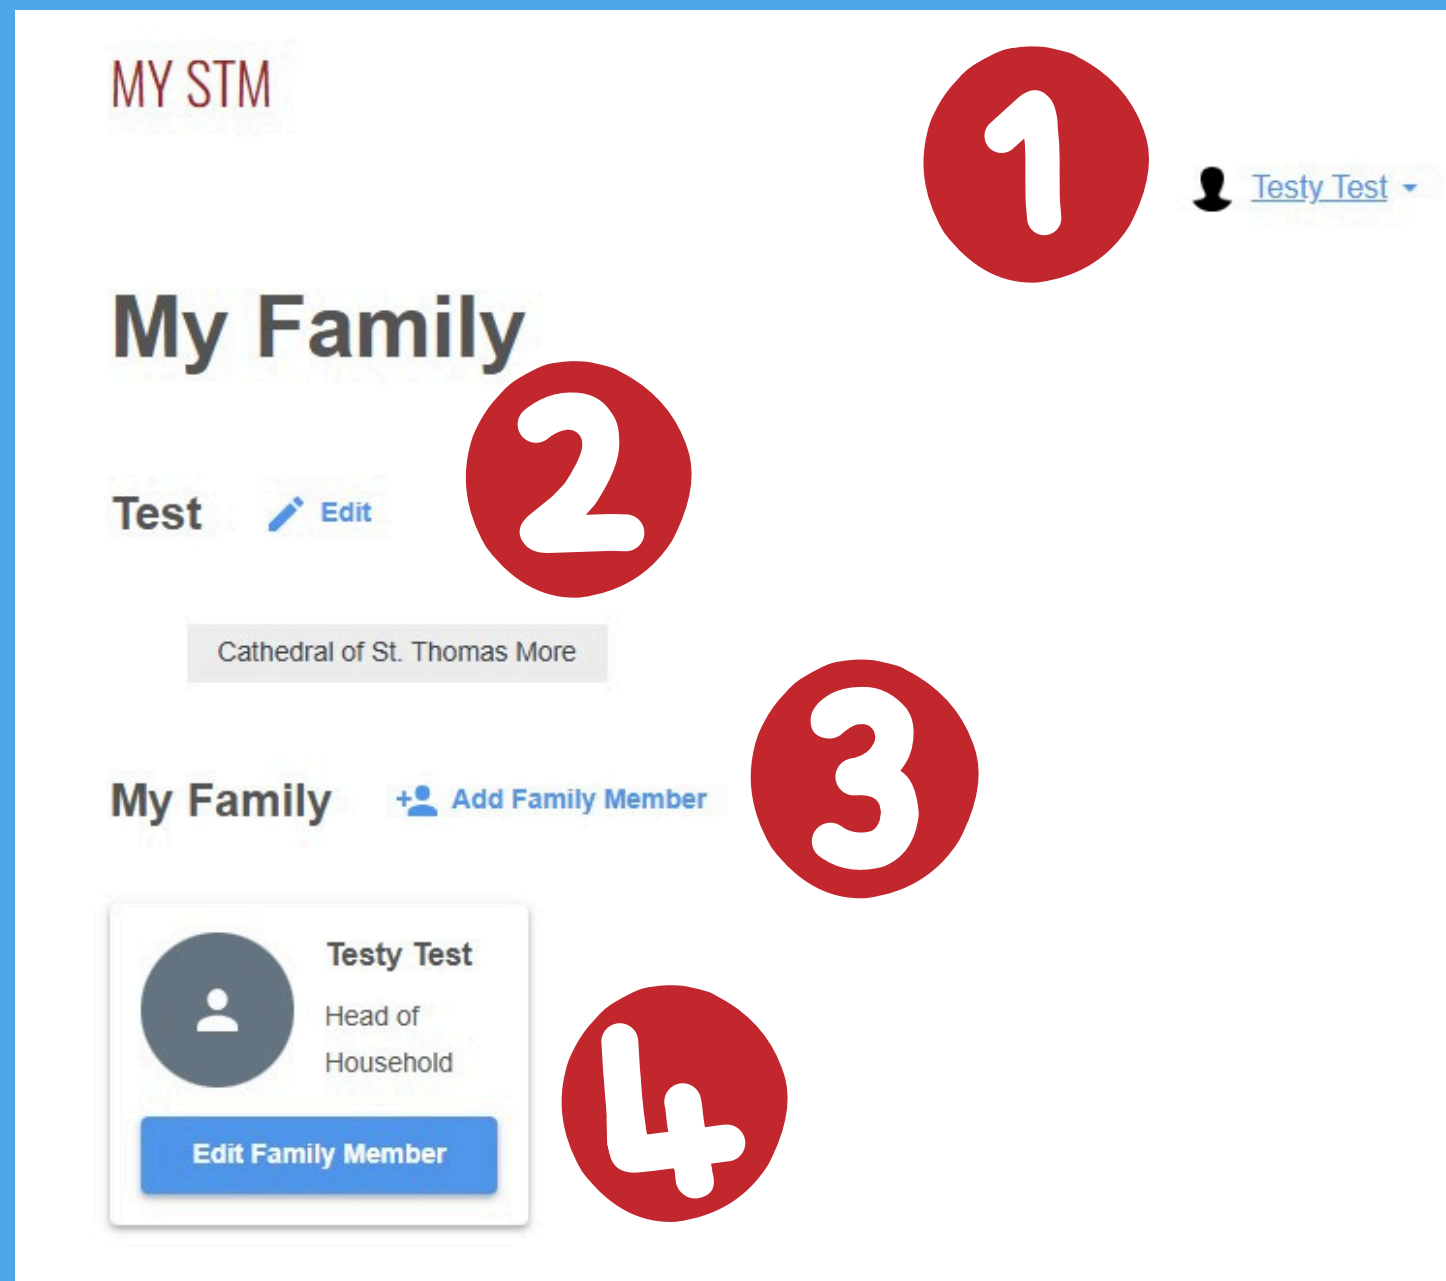 MY STM
1
Testy Test
My Family
2
Test
Edit
Cathedral of St. Thomas More
3
My Family
Add Family Member
Testy Test
Head of
Household
4
Edit Family Member